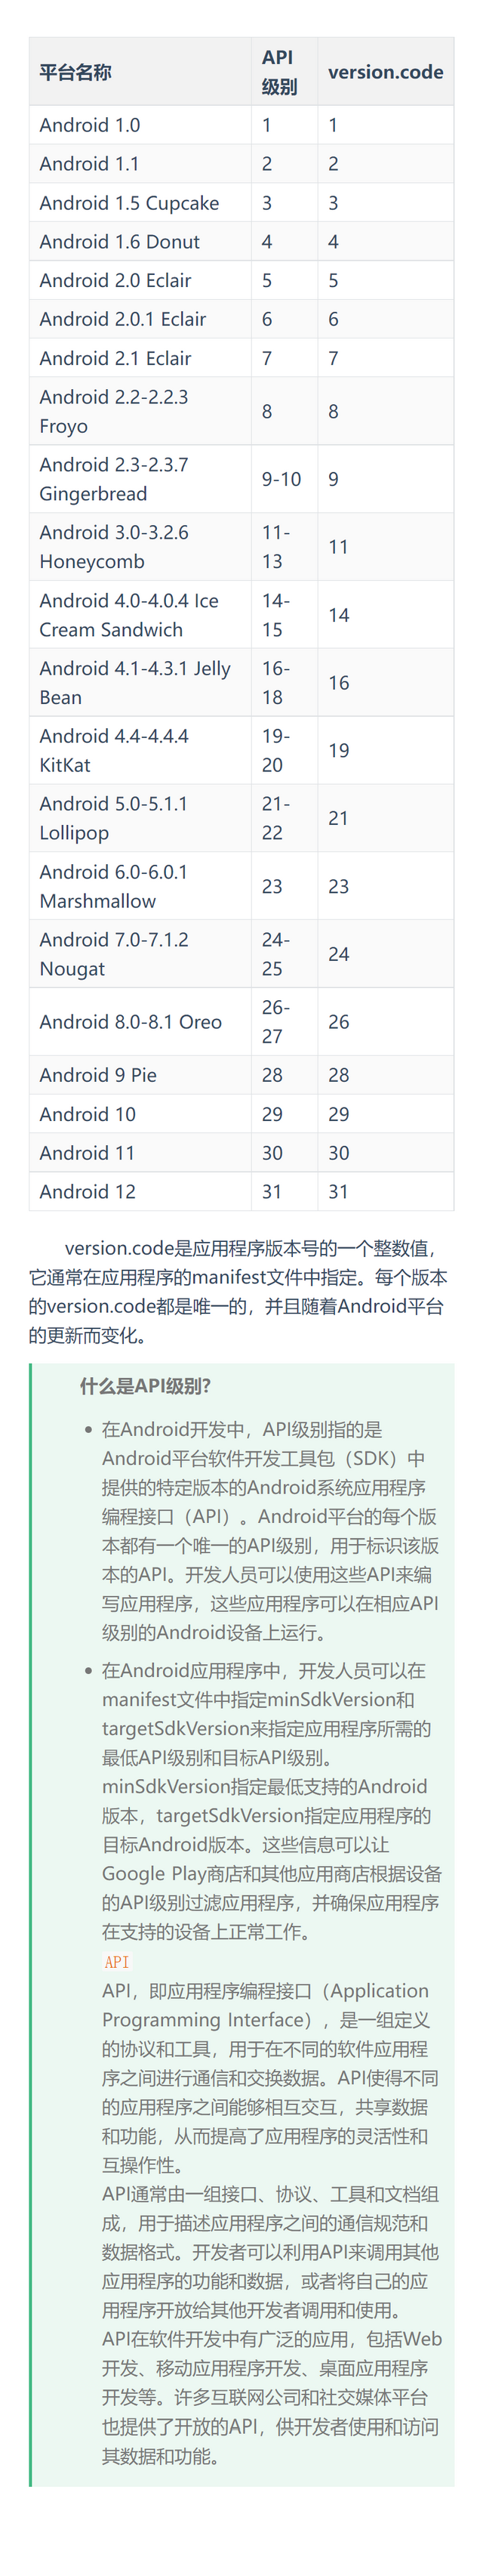 平台名称 API 级别 version.code
Android 1.0 1 1
Android 1.1 2 2
Android 1.5 Cupcake 3 3
Android 1.6 Donut 4 4
Android 2.0 Eclair 5 5
Android 2.0.1 Eclair 6 6
Android 2.1 Eclair 7 7
Android 2.2-2.2.3
Froyo 8 8
Android 2.3-2.3.7
Gingerbread 9-10 9
Android 3.0-3.2.6
Honeycomb 11-13 11
Android 4.0-4.0.4 Ice
Cream Sandwich 14-15 14
Android 4.1-4.3.1 Jelly
Bean 16-18 16
Android 4.4-4.4.4
KitKat 19-20 19
Android 5.0-5.1.1
Lollipop 21-22 21
Android 6.0-6.0.1
Marshmallow 23 23
Android 7.0-7.1.2
Nougat 24-25 24
Android 8.0-8.1 Oreo 26-27 26
Android 9 Pie 28 28
Android 10 29 29
Android 11 30 30
Android 12 31 31
version.code是应用程序版本号的一个整数值，
它通常在应用程序的manifest文件中指定。每个版本
的version.code都是唯一的，并且随着Android平台
的更新而变化。
什么是API级别?
• 在Android开发中，API级别指的是
Android平台软件开发工具包（SDK）中
提供的特定版本的Android系统应用程序
编程接口（API）。Android平台的每个版
本都有一个唯一的API级别，用于标识该版
本的API。开发人员可以使用这些API来编
写应用程序，这些应用程序可以在相应API
级别的Android设备上运行。
• 在Android应用程序中，开发人员可以在
manifest文件中指定minSdkVersion和
targetSdkVersion来指定应用程序所需的
最低API级别和目标API级别。
minSdkVersion指定最低支持的Android
版本，targetSdkVersion指定应用程序的
目标Android版本。这些信息可以让
Google Play商店和其他应用商店根据设备
的API级别过滤应用程序，并确保应用程序
在支持的设备上正常工作。
API
API，即应用程序编程接口（Application
Programming Interface），是一组定义
的协议和工具，用于在不同的软件应用程
序之间进行通信和交换数据。API使得不同
的应用程序之间能够相互交互，共享数据
和功能，从而提高了应用程序的灵活性和
互操作性。
API通常由一组接口、协议、工具和文档组
成，用于描述应用程序之间的通信规范和
数据格式。开发者可以利用API来调用其他
应用程序的功能和数据，或者将自己的应
用程序开放给其他开发者调用和使用。
API在软件开发中有广泛的应用，包括Web
开发、移动应用程序开发、桌面应用程序
开发等。许多互联网公司和社交媒体平台
也提供了开放的API，供开发者使用和访问
其数据和功能。